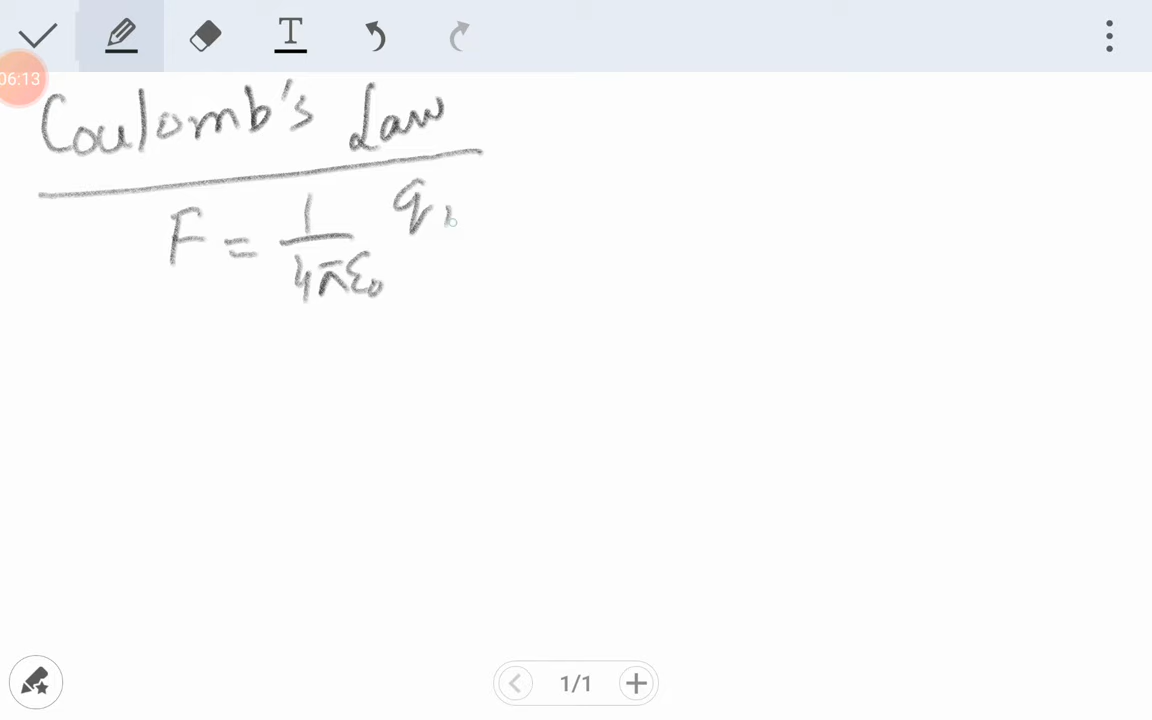 T
06:13
Coulomb's Law
F = 1/4πε₀ q₁
1/1